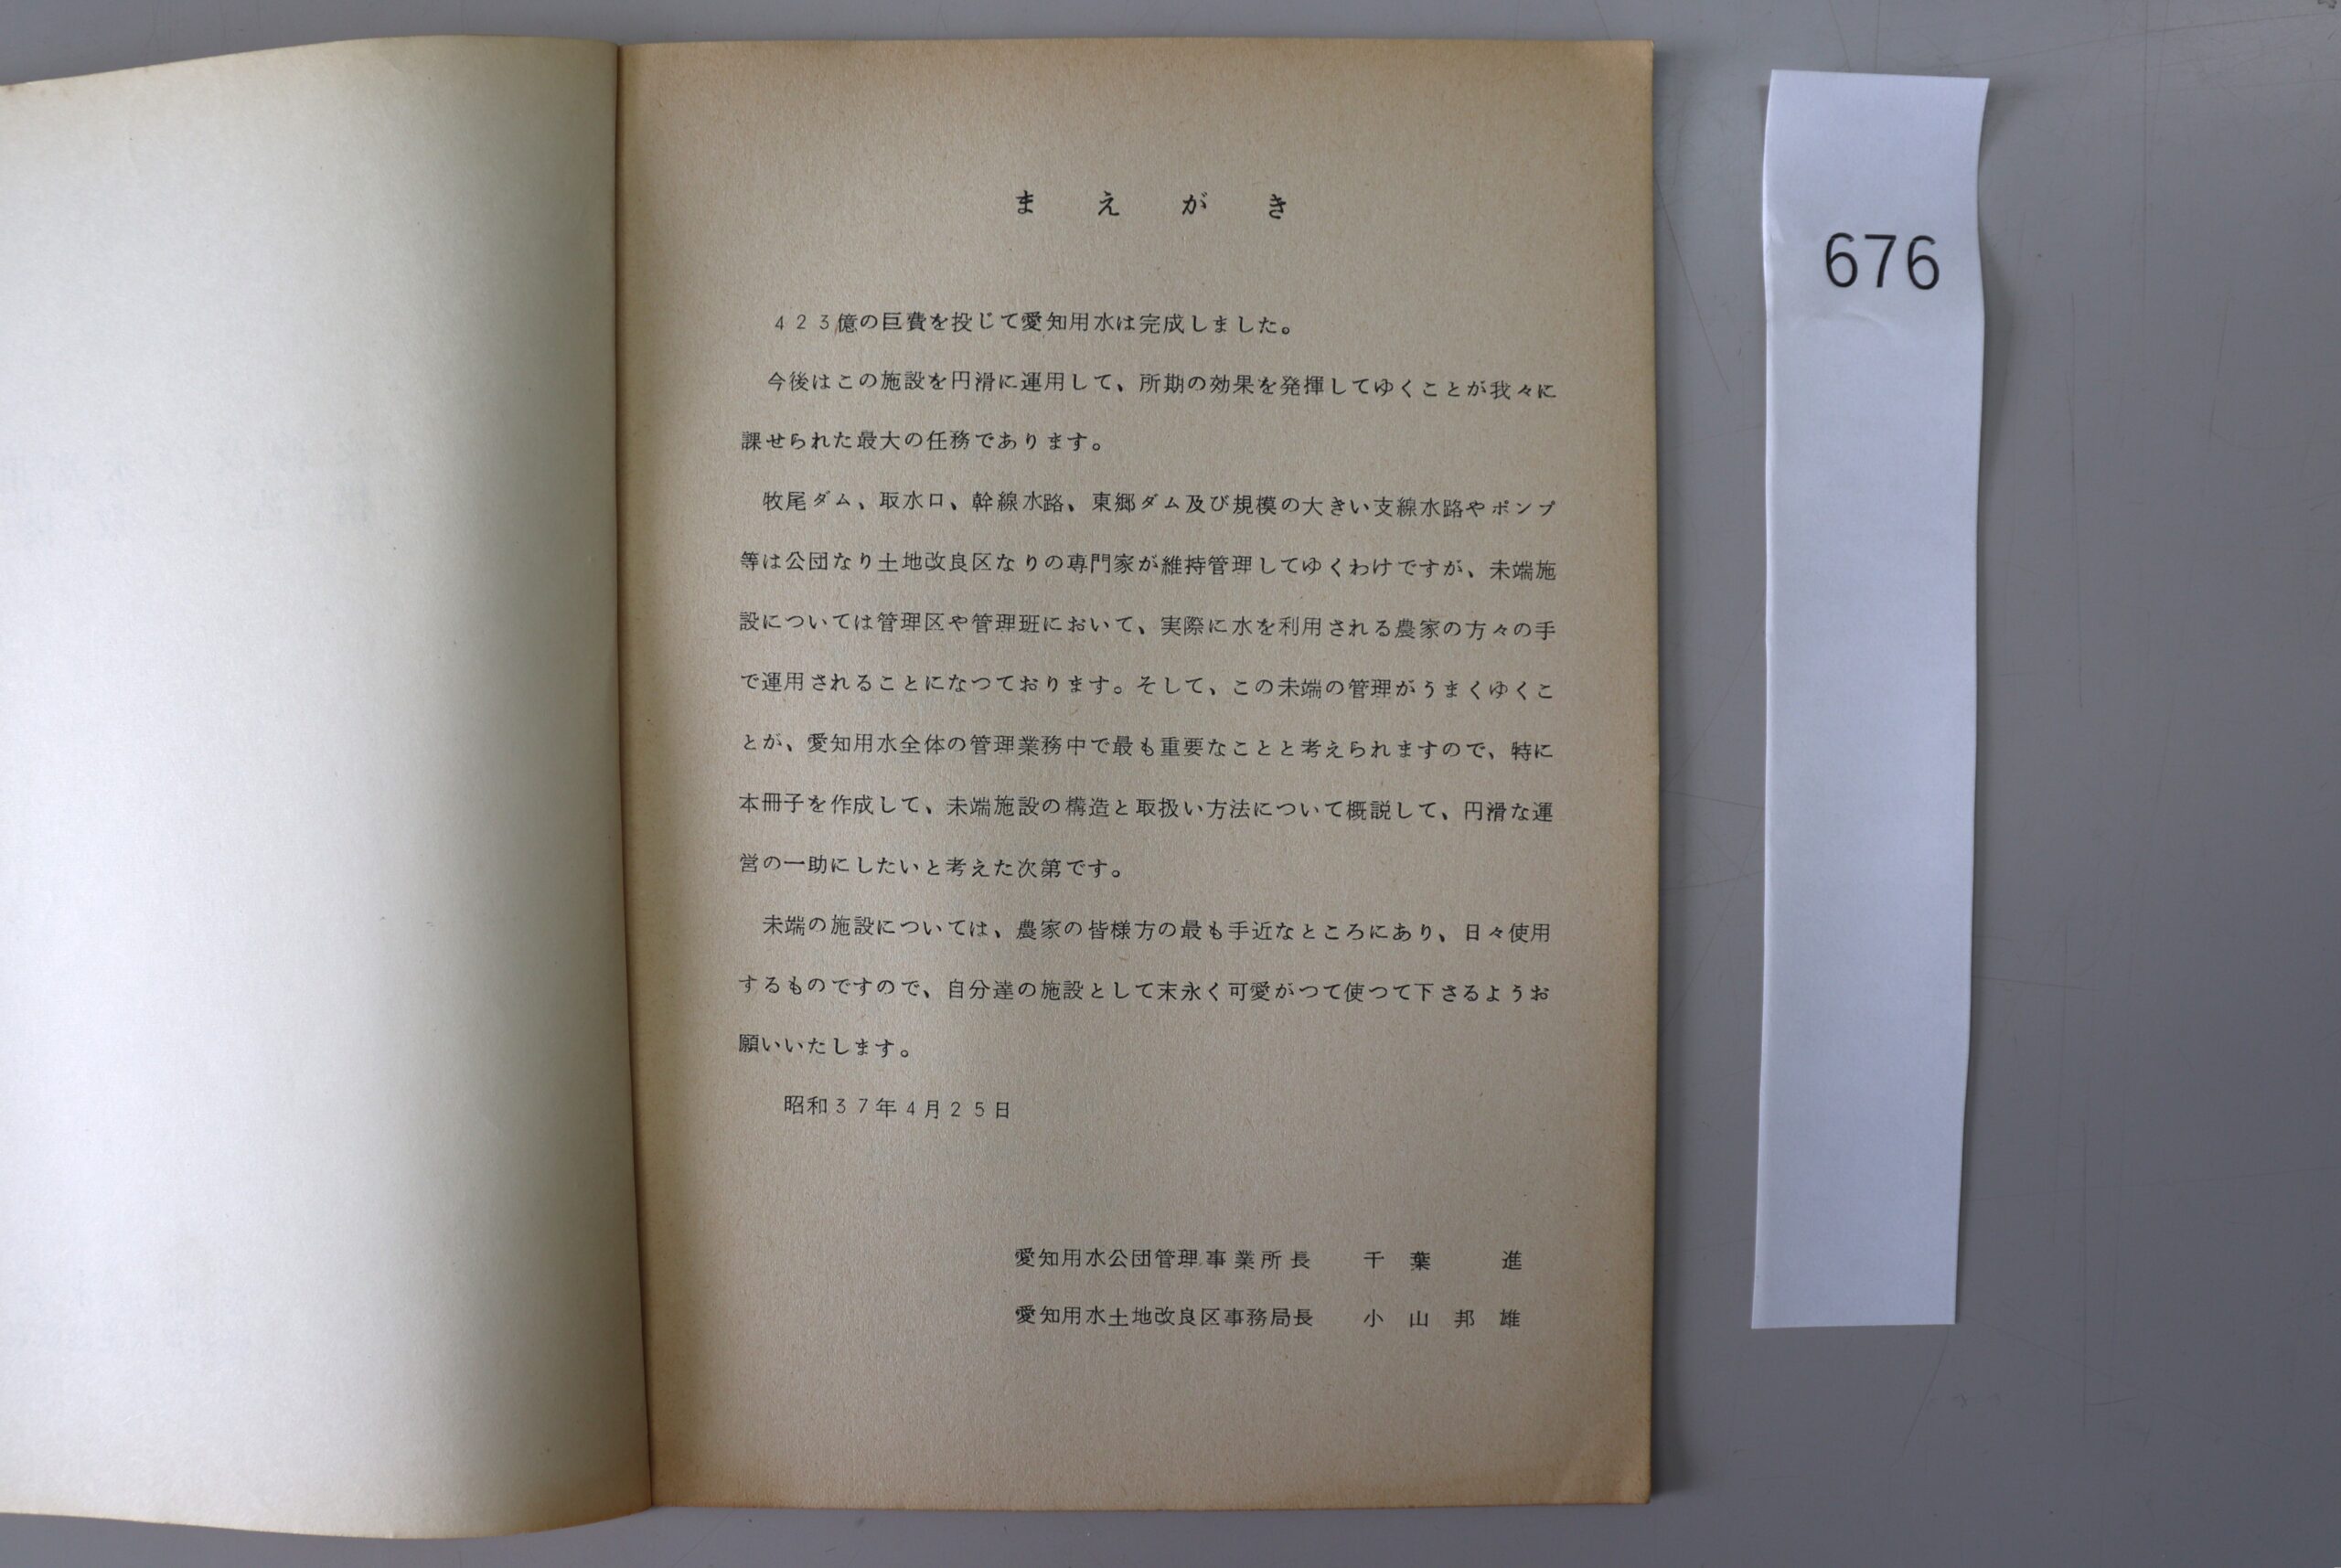 まえがき
423億の巨費を投じて愛知用水は完成しました。
今後はこの施設を円滑に運用して、所期の効果を発揮してゆくことが我々に
課せられた最大の任務であります。
牧尾ダム、取水口、幹線水路、東郷ダム及び規模の大きい支線水路やポンプ
等は公団なり土地改良区なりの専門家が維持管理してゆくわけですが、末端施
設については管理区や管理班において、実際に水を利用される農家の方々の手
で運用されることになつております。そして、この末端の管理がうまくゆくこ
とが、愛知用水全体の管理業務中で最も重要なことと考えられますので、特に
本冊子を作成して、末端施設の構造と取扱い方法について概説して、円滑な運
営の一助にしたいと考えた次第です。
末端の施設については、農家の皆様方の最も手近なところにあり、日々使用
するものですので、自分達の施設として末永く可愛がつて使つて下さるようお
願いいたします。
昭和37年4月25日
愛知用水公団管理事業所長 千葉 進
愛知用水土地改良区事務局長 小山邦雄
676